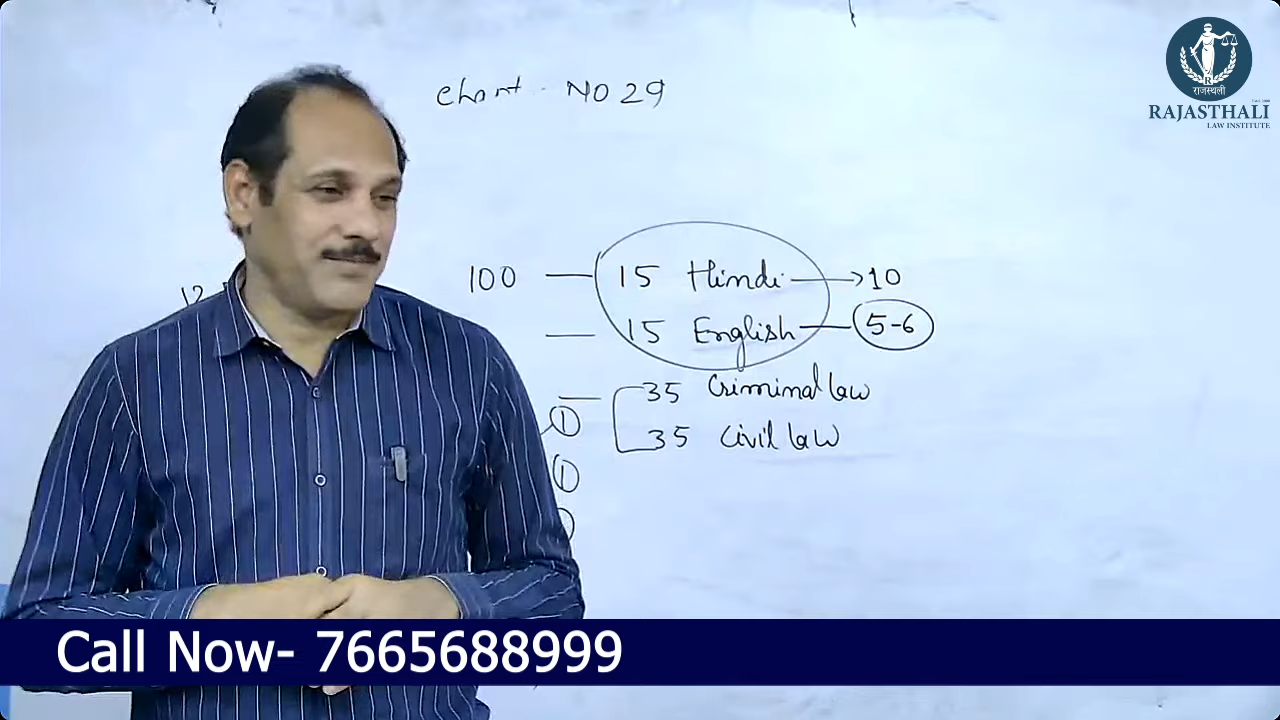 Chart NO 29
R
राजस्थली
RAJASTHALI
LAW INSTITUTE
12
100 — 15 Hindi → 10
— 15 English — 5-6
— 35 Criminal law
① 35 Civil law
①
Call Now- 7665688999